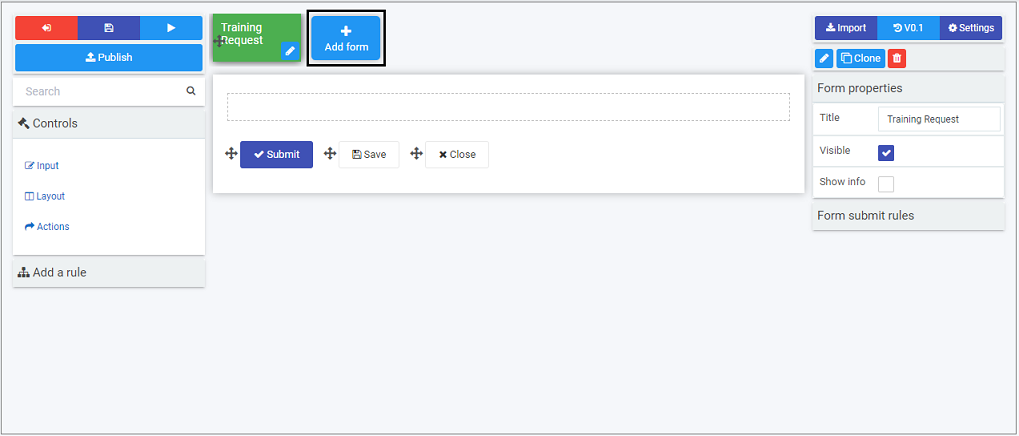 Publish
Search
Controls
Input
Layout
Actions
Add a rule
Training
Request
Add form
Submit
Save
Close
Import
V0.1
Settings
Clone
Form properties
Title
Training Request
Visible
Show info
Form submit rules